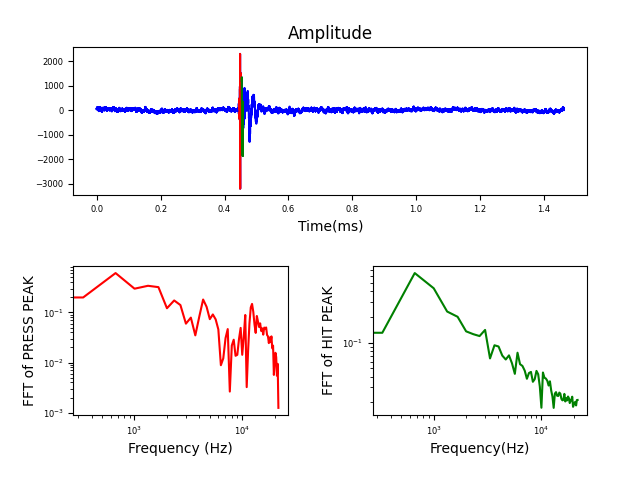 Amplitude
2000
1000
0
−1000
−2000
−3000
0.0 0.2 0.4 0.6 0.8 1.0 1.2 1.4
Time(ms)
FFT of PRESS PEAK
10⁻¹
10⁻²
10⁻³
10³ 10⁴
Frequency (Hz)
FFT of HIT PEAK
10⁻¹
10³ 10⁴
Frequency(Hz)